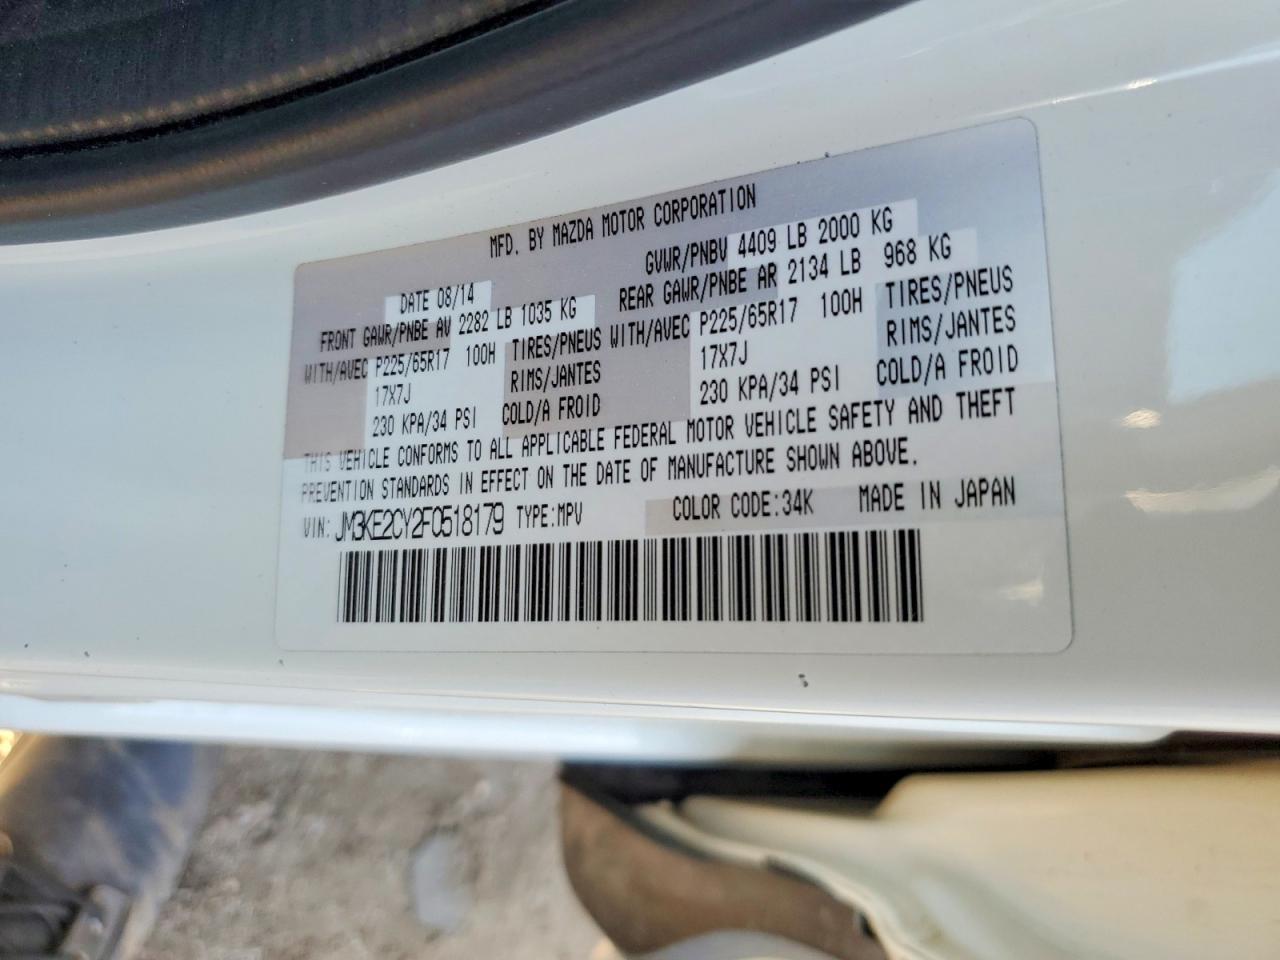 MFD. BY MAZDA MOTOR CORPORATION
DATE 08/14 GVWR/PNBV 4409 LB 2000 KG
FRONT GAWR/PNBE AV 2282 LB 1035 KG REAR GAWR/PNBE AR 2134 LB 968 KG
WITH/AVEC P225/65R17 100H TIRES/PNEUS WITH/AVEC P225/65R17 100H TIRES/PNEUS
17X7J RIMS/JANTES 17X7J RIMS/JANTES
230 KPA/34 PSI COLD/A FROID 230 KPA/34 PSI COLD/A FROID
THIS VEHICLE CONFORMS TO ALL APPLICABLE FEDERAL MOTOR VEHICLE SAFETY AND THEFT
PREVENTION STANDARDS IN EFFECT ON THE DATE OF MANUFACTURE SHOWN ABOVE.
VIN: JM3KE2CY2F0518179 TYPE:MPV COLOR CODE:34K MADE IN JAPAN